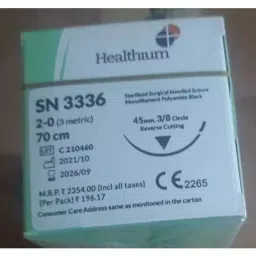 Healthium
SN 3336
2-0 (3 metric)
70 cm
Sterilised Surgical Needled Suture
Monofilament Polyamide Black
45mm, 3/8 Circle
Reverse Cutting
LOT C 210460
2021/10
2026/09
CE 2265
M.R.P. ₹ 2354.00 (Incl all taxes)
(Per Pack) ₹ 196.17
Consumer Care Address same as mentioned in the carton